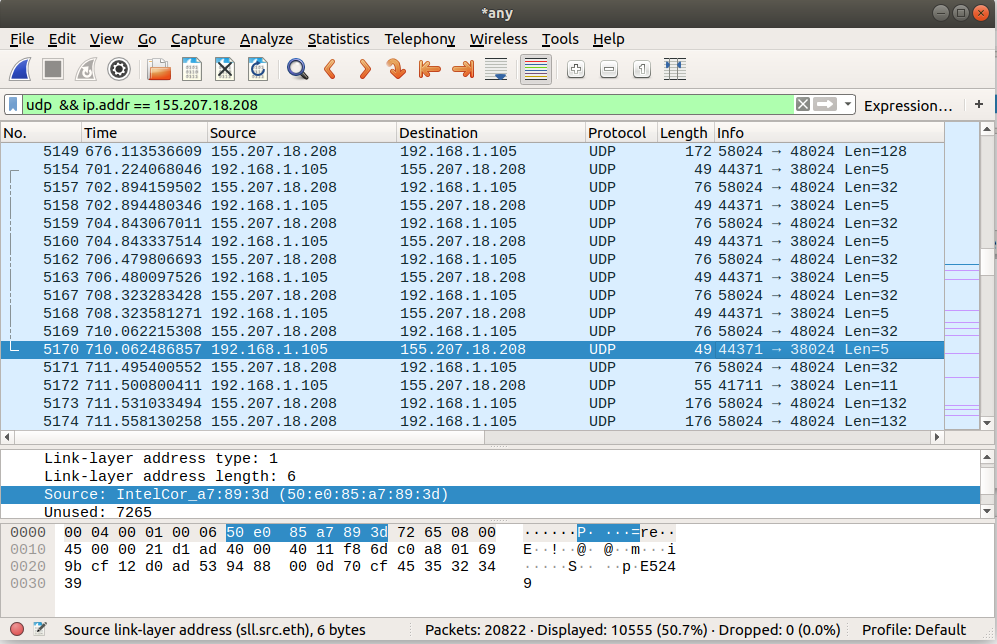 *any
File Edit View Go Capture Analyze Statistics Telephony Wireless Tools Help
udp && ip.addr == 155.207.18.208 Expression… +
No. Time Source Destination Protocol Length Info
5149 676.113536609 155.207.18.208 192.168.1.105 UDP 172 58024 → 48024 Len=128
5154 701.224068046 192.168.1.105 155.207.18.208 UDP 49 44371 → 38024 Len=5
5157 702.894159502 155.207.18.208 192.168.1.105 UDP 76 58024 → 48024 Len=32
5158 702.894480346 192.168.1.105 155.207.18.208 UDP 49 44371 → 38024 Len=5
5159 704.843067011 155.207.18.208 192.168.1.105 UDP 76 58024 → 48024 Len=32
5160 704.843337514 192.168.1.105 155.207.18.208 UDP 49 44371 → 38024 Len=5
5162 706.479806693 155.207.18.208 192.168.1.105 UDP 76 58024 → 48024 Len=32
5163 706.480097526 192.168.1.105 155.207.18.208 UDP 49 44371 → 38024 Len=5
5167 708.323283428 155.207.18.208 192.168.1.105 UDP 76 58024 → 48024 Len=32
5168 708.323581271 192.168.1.105 155.207.18.208 UDP 49 44371 → 38024 Len=5
5169 710.062215308 155.207.18.208 192.168.1.105 UDP 76 58024 → 48024 Len=32
5170 710.062486857 192.168.1.105 155.207.18.208 UDP 49 44371 → 38024 Len=5
5171 711.495400552 155.207.18.208 192.168.1.105 UDP 76 58024 → 48024 Len=32
5172 711.500800411 192.168.1.105 155.207.18.208 UDP 55 41711 → 38024 Len=11
5173 711.531033494 155.207.18.208 192.168.1.105 UDP 176 58024 → 48024 Len=132
5174 711.558130258 155.207.18.208 192.168.1.105 UDP 176 58024 → 48024 Len=132
Link-layer address type: 1
Link-layer address length: 6
Source: IntelCor_a7:89:3d (50:e0:85:a7:89:3d)
Unused: 7265
0000 00 04 00 01 00 06 50 e0 85 a7 89 3d 72 65 08 00 ······P· ···=re··
0010 45 00 00 21 d1 ad 40 00 40 11 f8 6d c0 a8 01 69 E··!··@· @··m···i
0020 9b cf 12 d0 ad 53 94 88 00 0d 70 cf 45 35 32 34 ·····S·· ··p·E524
0030 39 9
Source link-layer address (sll.src.eth), 6 bytes Packets: 20822 · Displayed: 10555 (50.7%) · Dropped: 0 (0.0%) Profile: Default